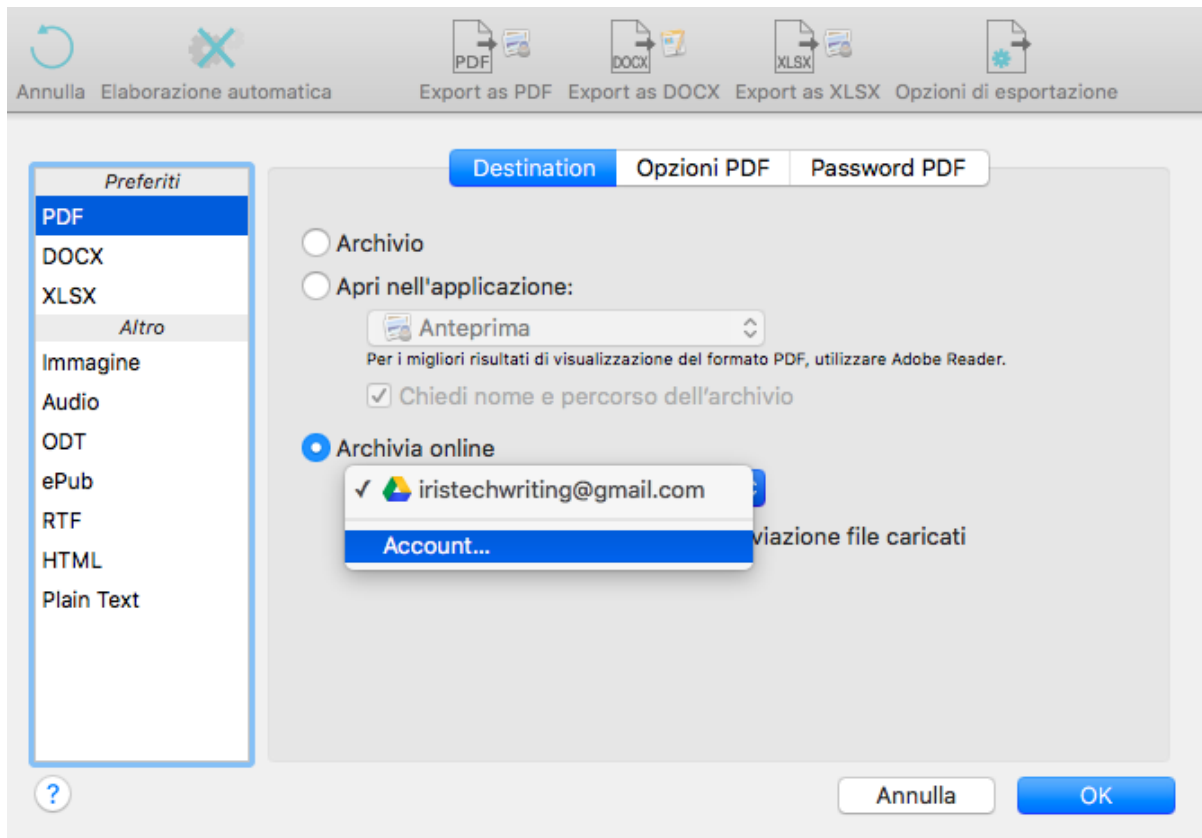 PDF DOCX XLSX
Annulla Elaborazione automatica Export as PDF Export as DOCX Export as XLSX Opzioni di esportazione
Destination Opzioni PDF Password PDF
Preferiti
PDF
DOCX
XLSX
Altro
Immagine
Audio
ODT
ePub
RTF
HTML
Plain Text
Archivio
Apri nell'applicazione:
Anteprima
Per i migliori risultati di visualizzazione del formato PDF, utilizzare Adobe Reader.
Chiedi nome e percorso dell'archivio
Archivia online
iristechwriting@gmail.com
Account...
viazione file caricati
?
Annulla OK